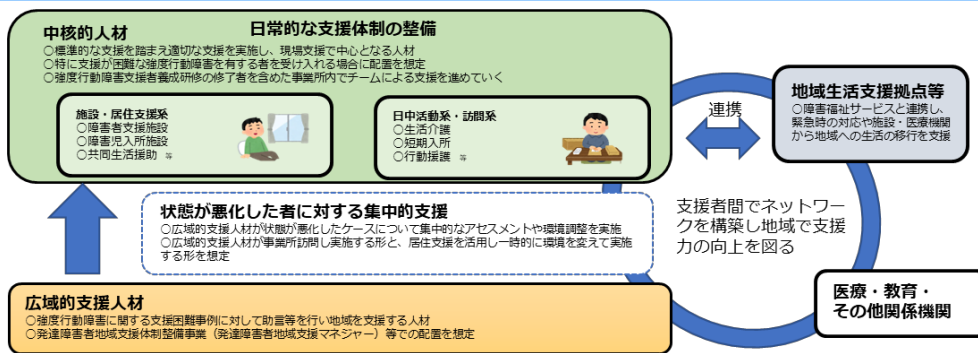 中核的人材
日常的な支援体制の整備
○標準的な支援を踏まえ適切な支援を実施し、現場支援で中心となる人材
○特に支援が困難な強度行動障害を有する者を受け入れる場合に配置を想定
○強度行動障害支援者養成研修の修了者を含めた事業所内でチームによる支援を進めていく
施設・居住支援系
○障害者支援施設
○障害児入所施設
○共同生活援助 等
日中活動系・訪問系
○生活介護
○短期入所
○行動援護 等
連携
地域生活支援拠点等
○障害福祉サービスと連携し、
緊急時の対応や施設・医療機関
から地域への生活の移行を支援
状態が悪化した者に対する集中的支援
○広域的支援人材が状態が悪化したケースについて集中的なアセスメントや環境調整を実施
○広域的支援人材が事業所訪問し実施する形と、居住支援を活用し一時的に環境を変えて実施
する形を想定
支援者間でネットワー
クを構築し地域で支援
力の向上を図る
広域的支援人材
○強度行動障害に関する支援困難事例に対して助言等を行い地域を支援する人材
○発達障害者地域支援体制整備事業（発達障害者地域支援マネジャー）等での配置を想定
医療・教育・
その他関係機関